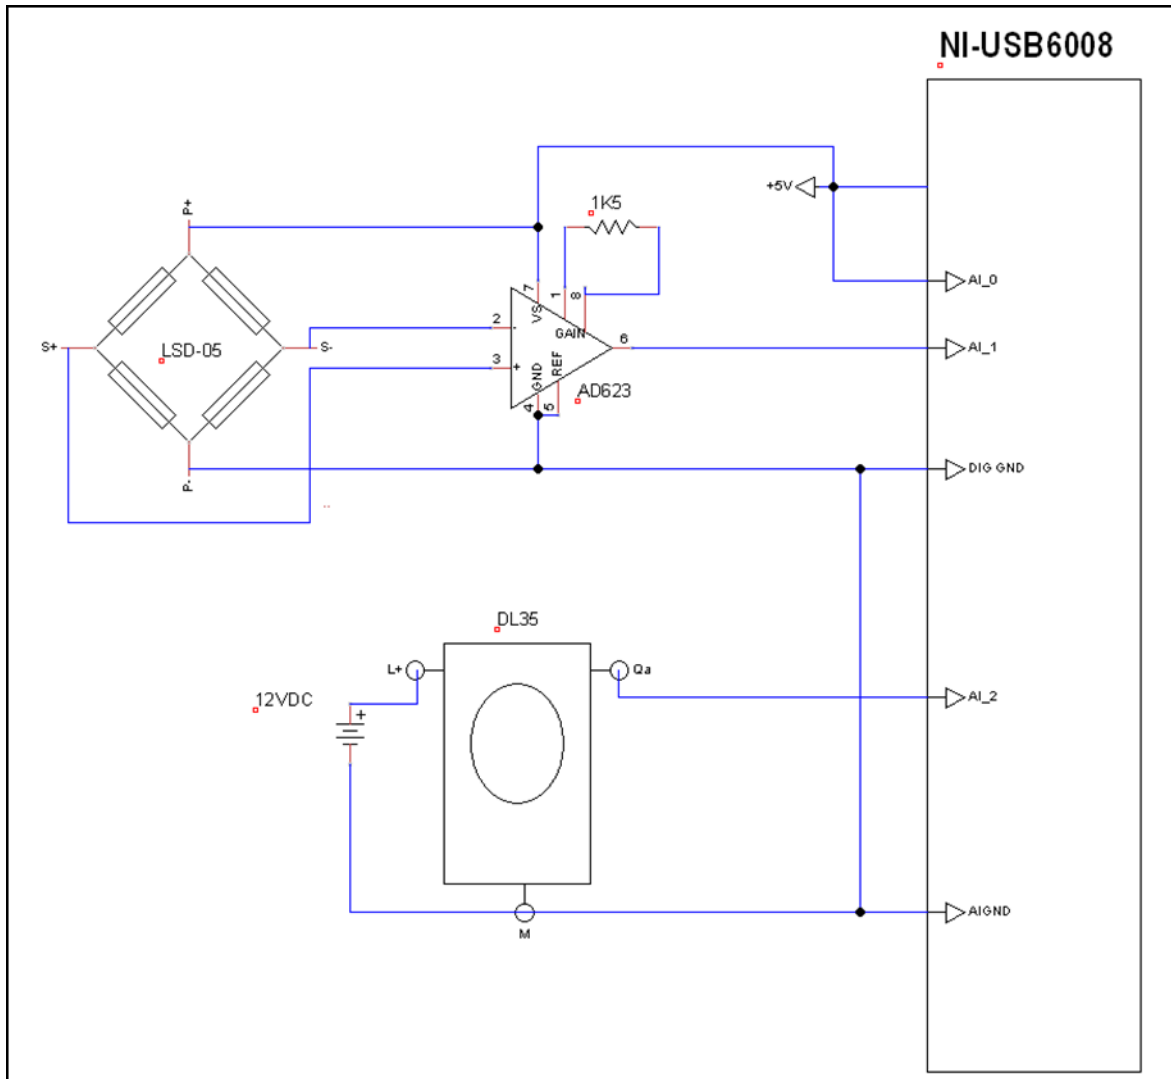 NI-USB6008
P+
1K5
+5V
AI_0
7
1
8
VS
GAIN
2
-
S+
LSD-05
S-
6
AI_1
3
+
GND
REF
4
5
AD623
P-
DIG GND
DL35
L+
Qa
12VDC
+
AI_2
M
AIGND